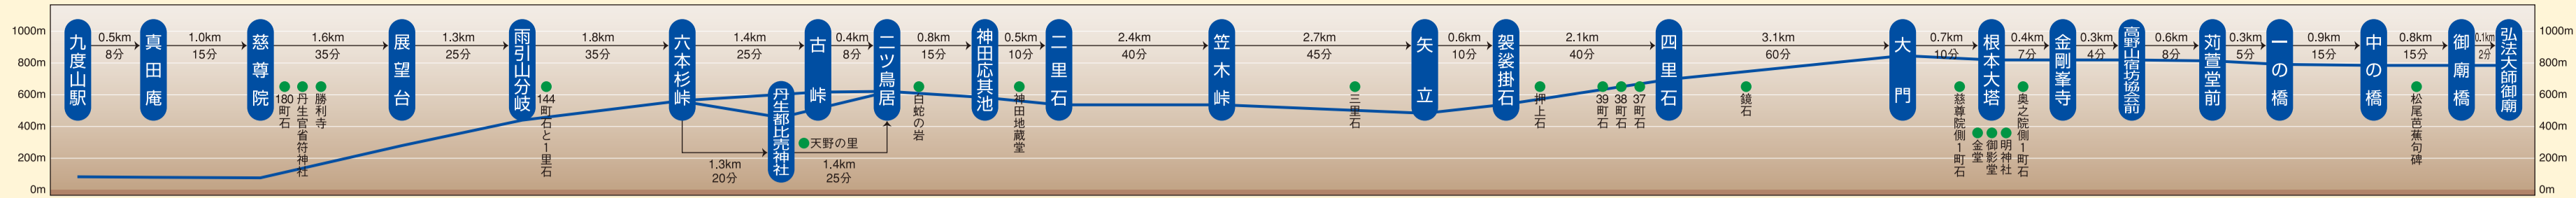 1000m
800m
600m
400m
200m
0m
九度山駅
0.5km
8分
真田庵
1.0km
15分
慈尊院
180町石
丹生官省符神社
勝利寺
1.6km
35分
展望台
1.3km
25分
雨引山分岐
144町石と1里石
1.8km
35分
六本杉峠
1.4km
25分
1.3km
20分
丹生都比売神社
天野の里
1.4km
25分
古峠
0.4km
8分
二ツ鳥居
白蛇の岩
0.8km
15分
神田応其池
神田地蔵堂
0.5km
10分
二里石
2.4km
40分
笠木峠
2.7km
45分
三里石
矢立
0.6km
10分
袈裟掛石
押上石
2.1km
40分
39町石
38町石
37町石
四里石
鏡石
3.1km
60分
大門
0.7km
10分
慈尊院側1町石
根本大塔
金堂
御影堂
明神社
奥之院側1町石
0.4km
7分
金剛峯寺
0.3km
4分
高野山宿坊協会前
0.6km
8分
苅萱堂前
0.3km
5分
一の橋
0.9km
15分
中の橋
松尾芭蕉句碑
0.8km
15分
御廟橋
0.1km
2分
弘法大師御廟
1000m
800m
600m
400m
200m
0m